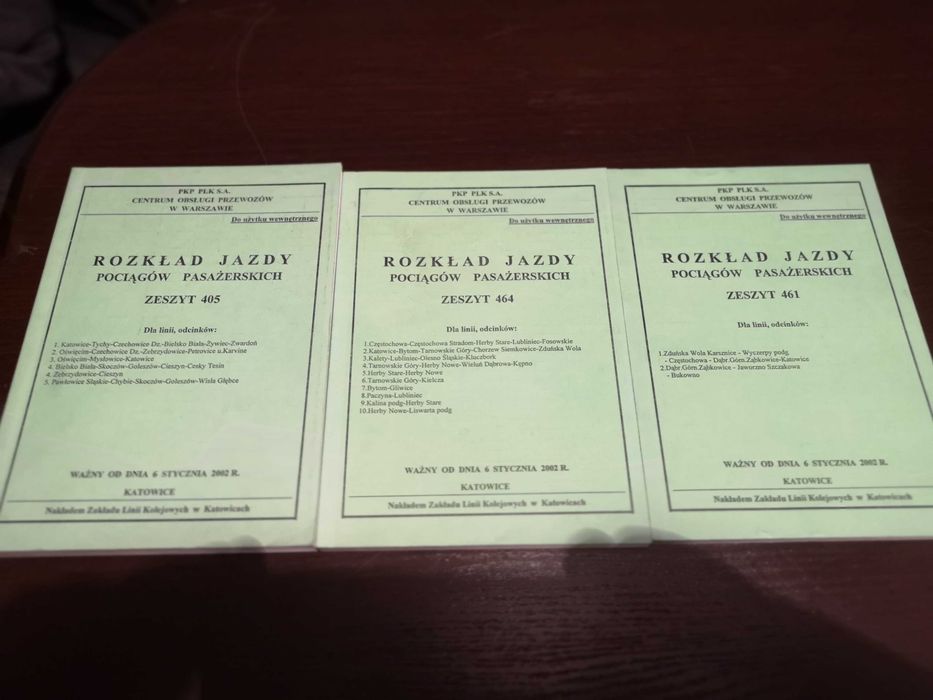 PKP PLK S.A.
CENTRUM OBSŁUGI PRZEWOZÓW
W WARSZAWIE
Do użytku wewnętrznego
ROZKŁAD JAZDY
POCIĄGÓW PASAŻERSKICH
ZESZYT 405
Dla linii, odcinków:
1. Katowice-Tychy-Czechowice Dz.-Bielsko Biała-Żywiec-Zwardoń
2. Oświęcim-Czechowice Dz.-Zebrzydowice-Petrovice u.Karvine
3. Oświęcim-Mysłowice-Katowice
4. Bielsko Biała-Skoczów-Goleszów-Cieszyn-Cesky Tesin
4. Zebrzydowice-Cieszyn
5. Pawłowice Śląskie-Chybie-Skoczów-Goleszów-Wisła Głębce
WAŻNY OD DNIA 6 STYCZNIA 2002 R.
KATOWICE
Nakładem Zakładu Linii Kolejowych w Katowicach
PKP PLK S.A.
CENTRUM OBSŁUGI PRZEWOZÓW
W WARSZAWIE
Do użytku wewnętrznego
ROZKŁAD JAZDY
POCIĄGÓW PASAŻERSKICH
ZESZYT 464
Dla linii, odcinków:
1.Częstochowa-Częstochowa Stradom-Herby Stare-Lubliniec-Fosowskie
2.Katowice-Bytom-Tarnowskie Góry-Chorzew Siemkowice-Zduńska Wola
3.Kalety-Lubliniec-Olesno Śląskie-Kluczbork
4.Tarnowskie Góry-Herby Nowe-Wieluń Dąbrowa-Kępno
5.Herby Stare-Herby Nowe
6.Tarnowskie Góry-Kielcza
7.Bytom-Gliwice
8.Paczyna-Lubliniec
9.Kalina podg-Herby Stare
10.Herby Nowe-Liswarta podg
WAŻNY OD DNIA 6 STYCZNIA 2002 R.
KATOWICE
Nakładem Zakładu Linii Kolejowych w Katowicach
PKP PLK S.A.
CENTRUM OBSŁUGI PRZEWOZÓW
W WARSZAWIE
Do użytku wewnętrznego
ROZKŁAD JAZDY
POCIĄGÓW PASAŻERSKICH
ZESZYT 461
Dla linii, odcinków:
1.Zduńska Wola Karsznice - Wyczerpy podg.
- Częstochowa - Dąbr.Górn.Ząbkowice-Katowice
2.Dąbr.Górn.Ząbkowice - Jaworzno Szczakowa
- Bukowno
WAŻNY OD DNIA 6 STYCZNIA 2002 R.
KATOWICE
Nakładem Zakładu Linii Kolejowych w Katowicach